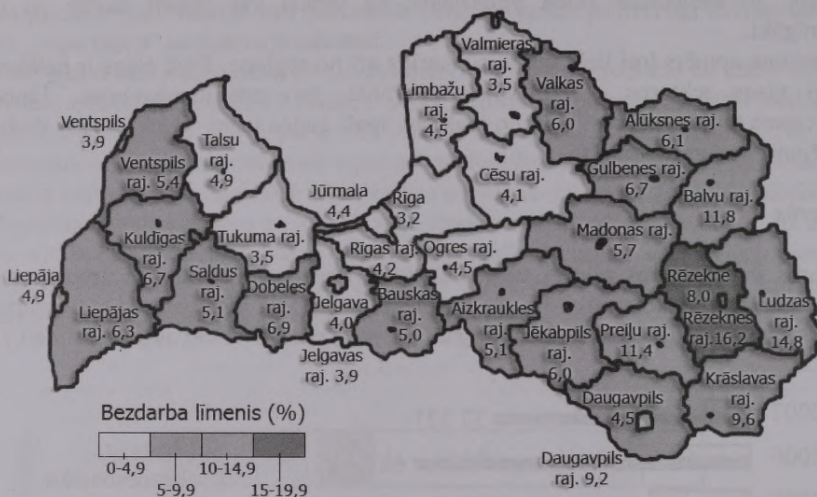 Valmieras
raj.
3,5
Limbažu
raj.
4,5
Valkas
raj.
6,0
Alūksnes raj.
6,1
Ventspils
3,9
Talsu
raj.
4,9
Ventspils
raj. 5,4
Cēsu raj.
4,1
Gulbenes raj.
6,7
Balvu raj.
11,8
Jūrmala
4,4
Rīga
3,2
Kuldīgas
raj.
6,7
Tukuma raj.
3,5
Rīgas raj.
4,2
Ogres raj.
4,5
Madonas raj.
5,7
Liepāja
4,9
Liepājas
raj. 6,3
Saldus
raj.
5,1
Dobeles
raj.
6,9
Jelgava
4,0
Bauskas
raj.
5,0
Aizkraukles
raj.
5,1
Jēkabpils
raj.
6,0
Preiļu raj.
11,4
Rēzekne
8,0
Rēzeknes
raj. 16,2
Ludzas
raj.
14,8
Jelgavas
raj. 3,9
Daugavpils
4,5
Krāslavas
raj.
9,6
Daugavpils
raj. 9,2
Bezdarba līmenis (%)
0-4,9
5-9,9
10-14,9
15-19,9